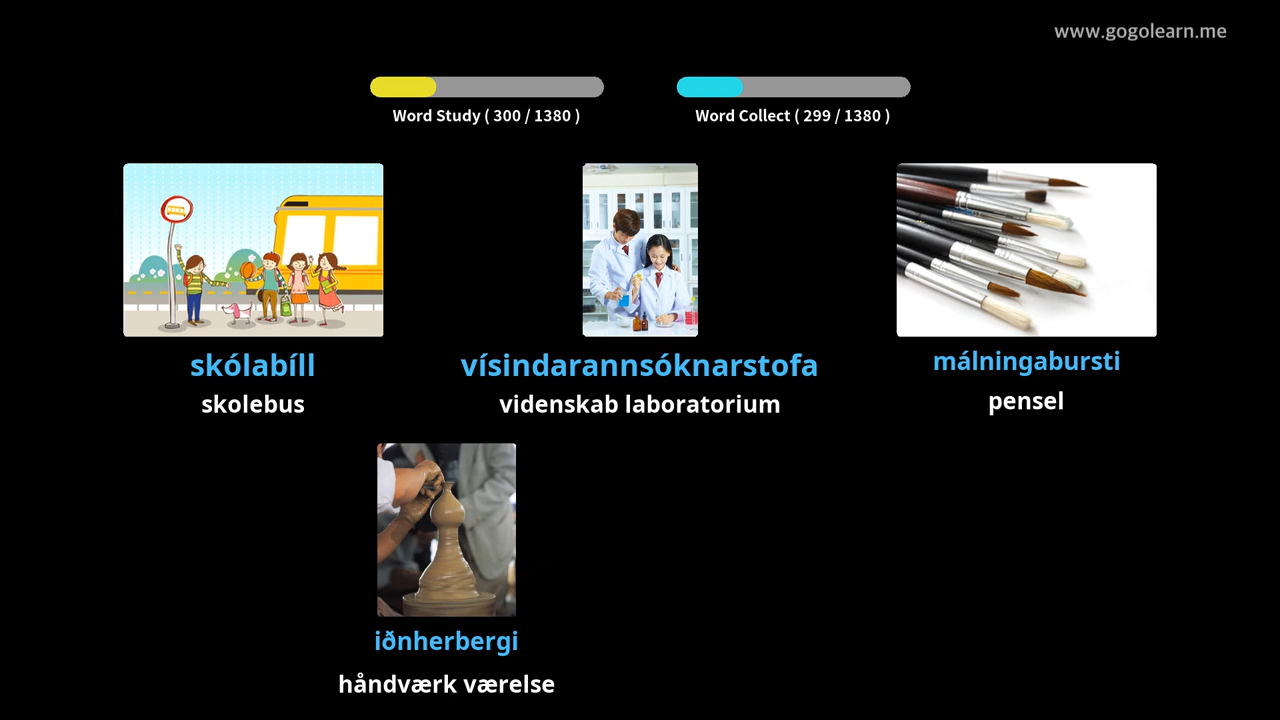 www.gogolearn.me
Word Study ( 300 / 1380 )
Word Collect ( 299 / 1380 )
skólabíll
skolebus
vísindarannsóknarstofa
videnskab laboratorium
málningabursti
pensel
iðnherbergi
håndværk værelse